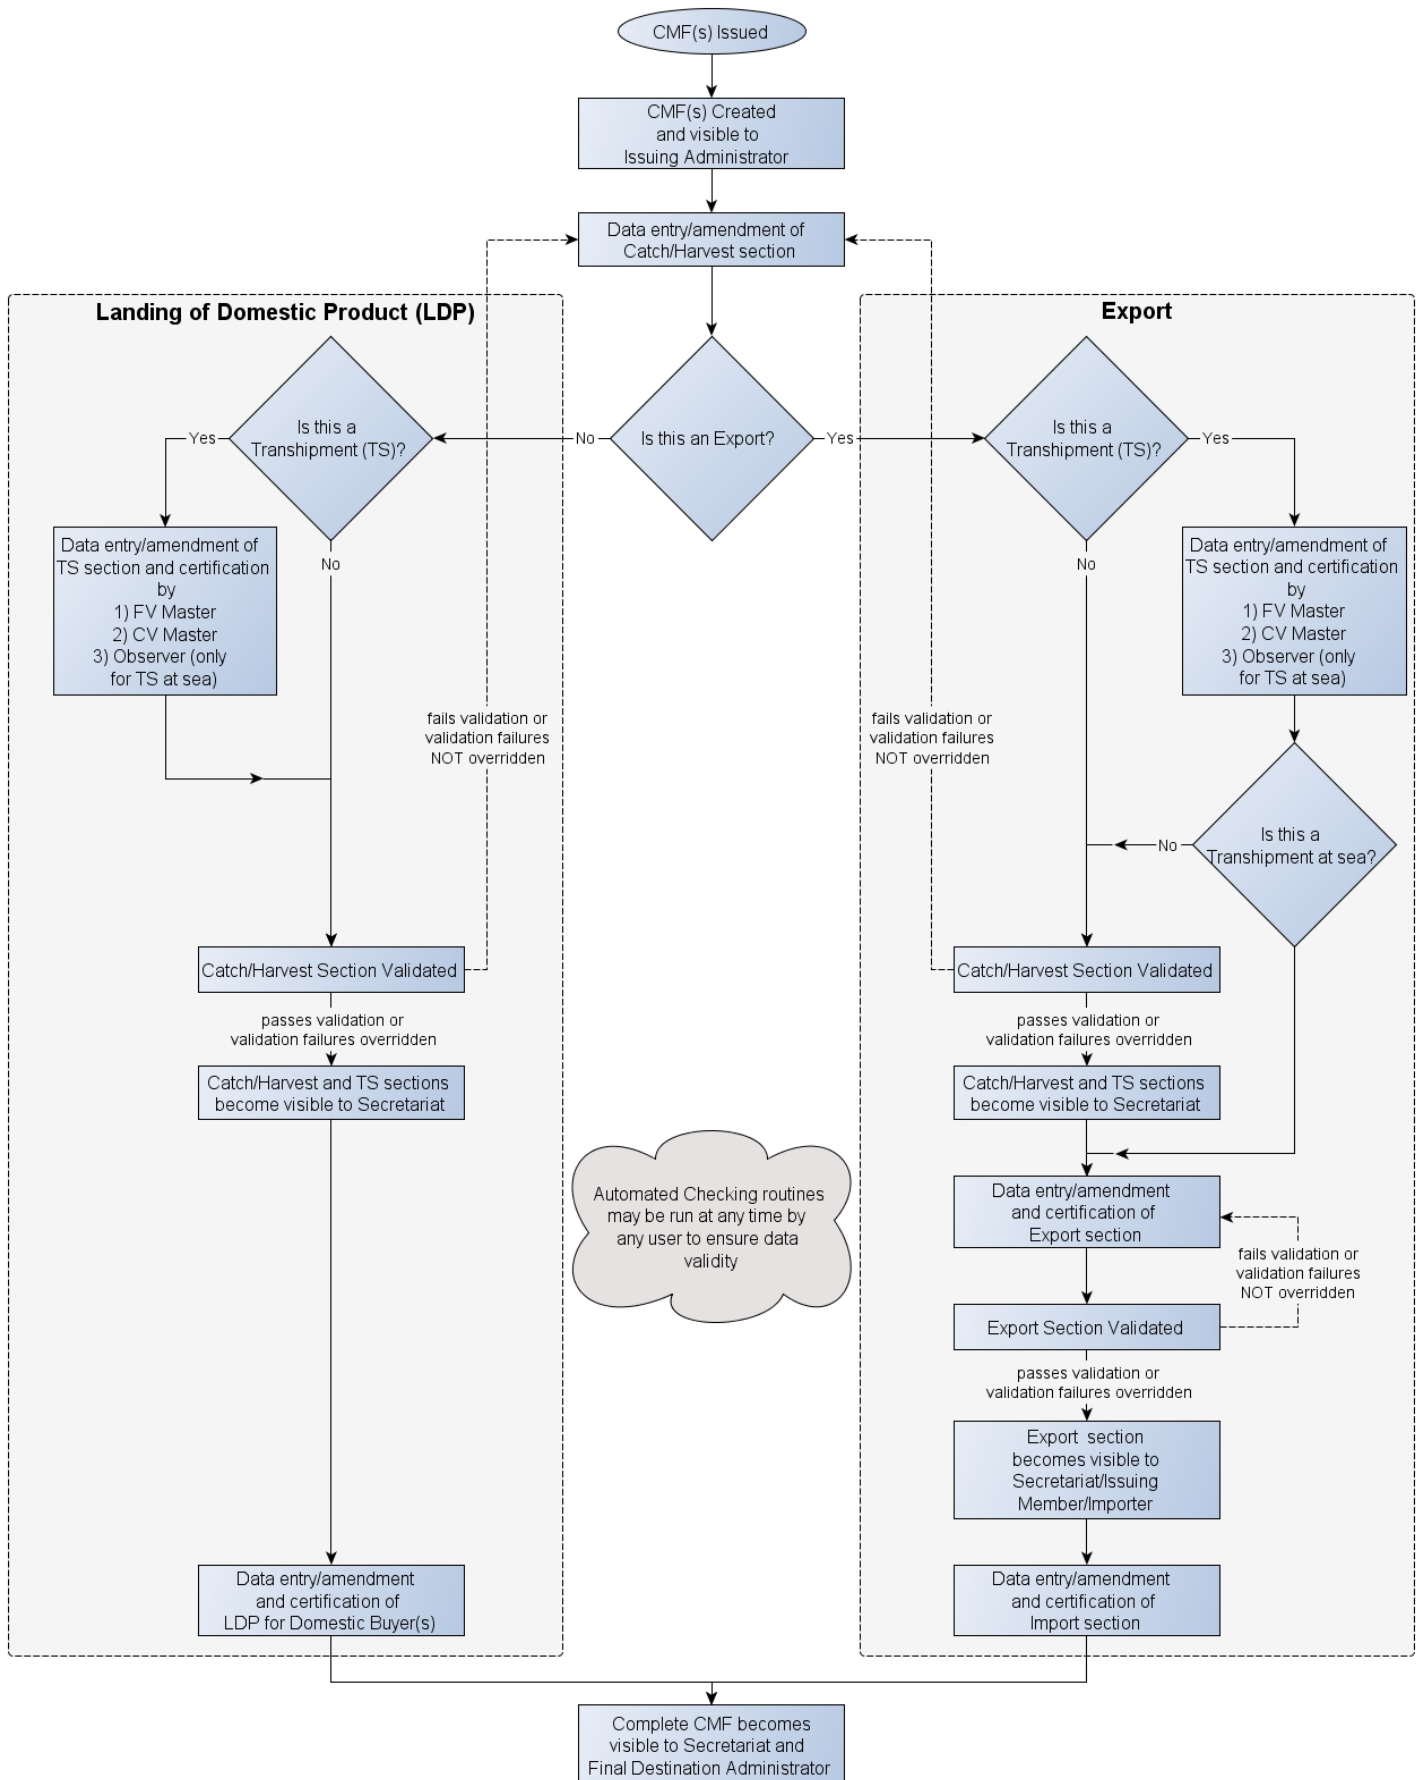 CMF(s) Issued
CMF(s) Created
and visible to
Issuing Administrator
Data entry/amendment of
Catch/Harvest section
Is this an Export?
No
Yes
Landing of Domestic Product (LDP)
Is this a
Transhipment (TS)?
Yes
No
Data entry/amendment of
TS section and certification
by
1) FV Master
2) CV Master
3) Observer (only
for TS at sea)
fails validation or
validation failures
NOT overridden
Catch/Harvest Section Validated
passes validation or
validation failures overridden
Catch/Harvest and TS sections
become visible to Secretariat
Data entry/amendment
and certification of
LDP for Domestic Buyer(s)
Export
Is this a
Transhipment (TS)?
Yes
No
Data entry/amendment of
TS section and certification
by
1) FV Master
2) CV Master
3) Observer (only
for TS at sea)
fails validation or
validation failures
NOT overridden
Is this a
Transhipment at sea?
No
Catch/Harvest Section Validated
passes validation or
validation failures overridden
Catch/Harvest and TS sections
become visible to Secretariat
Data entry/amendment
and certification of
Export section
fails validation or
validation failures
NOT overridden
Export Section Validated
passes validation or
validation failures overridden
Export section
becomes visible to
Secretariat/Issuing
Member/Importer
Data entry/amendment
and certification of
Import section
Automated Checking routines
may be run at any time by
any user to ensure data
validity
Complete CMF becomes
visible to Secretariat and
Final Destination Administrator